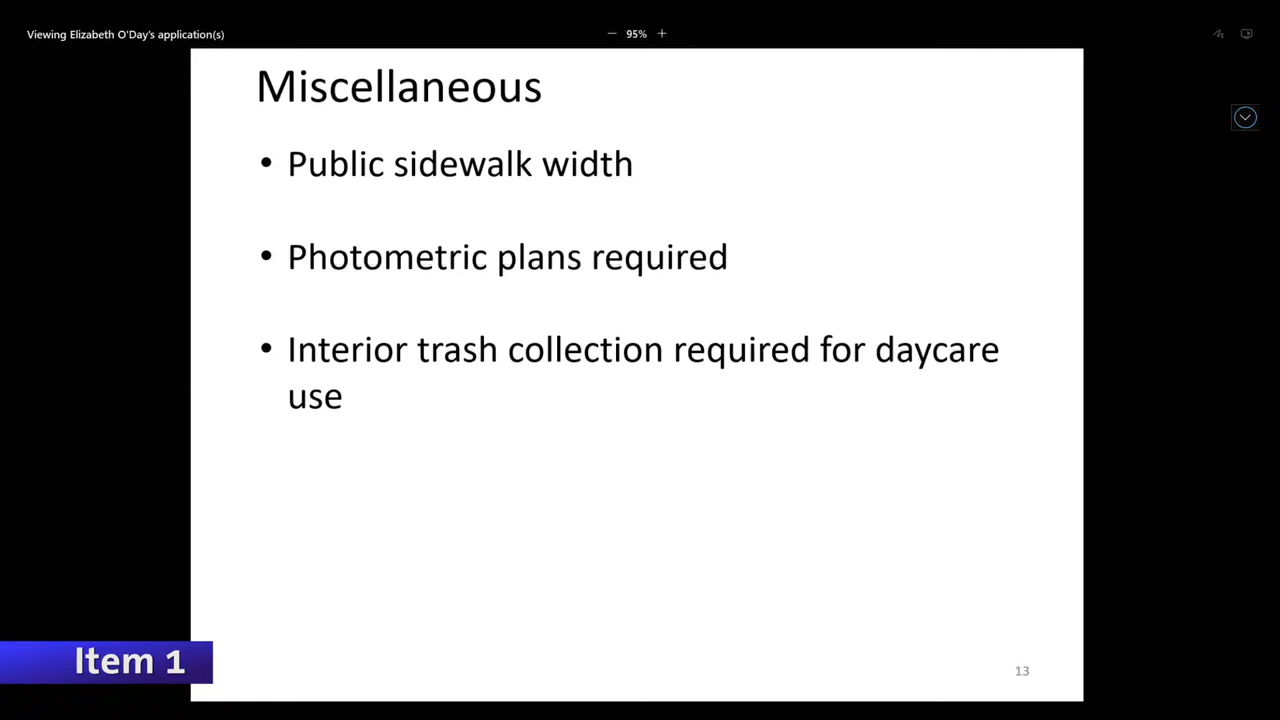 Viewing Elizabeth O'Day's application(s)
95%
Miscellaneous
• Public sidewalk width
• Photometric plans required
• Interior trash collection required for daycare
use
Item 1
13